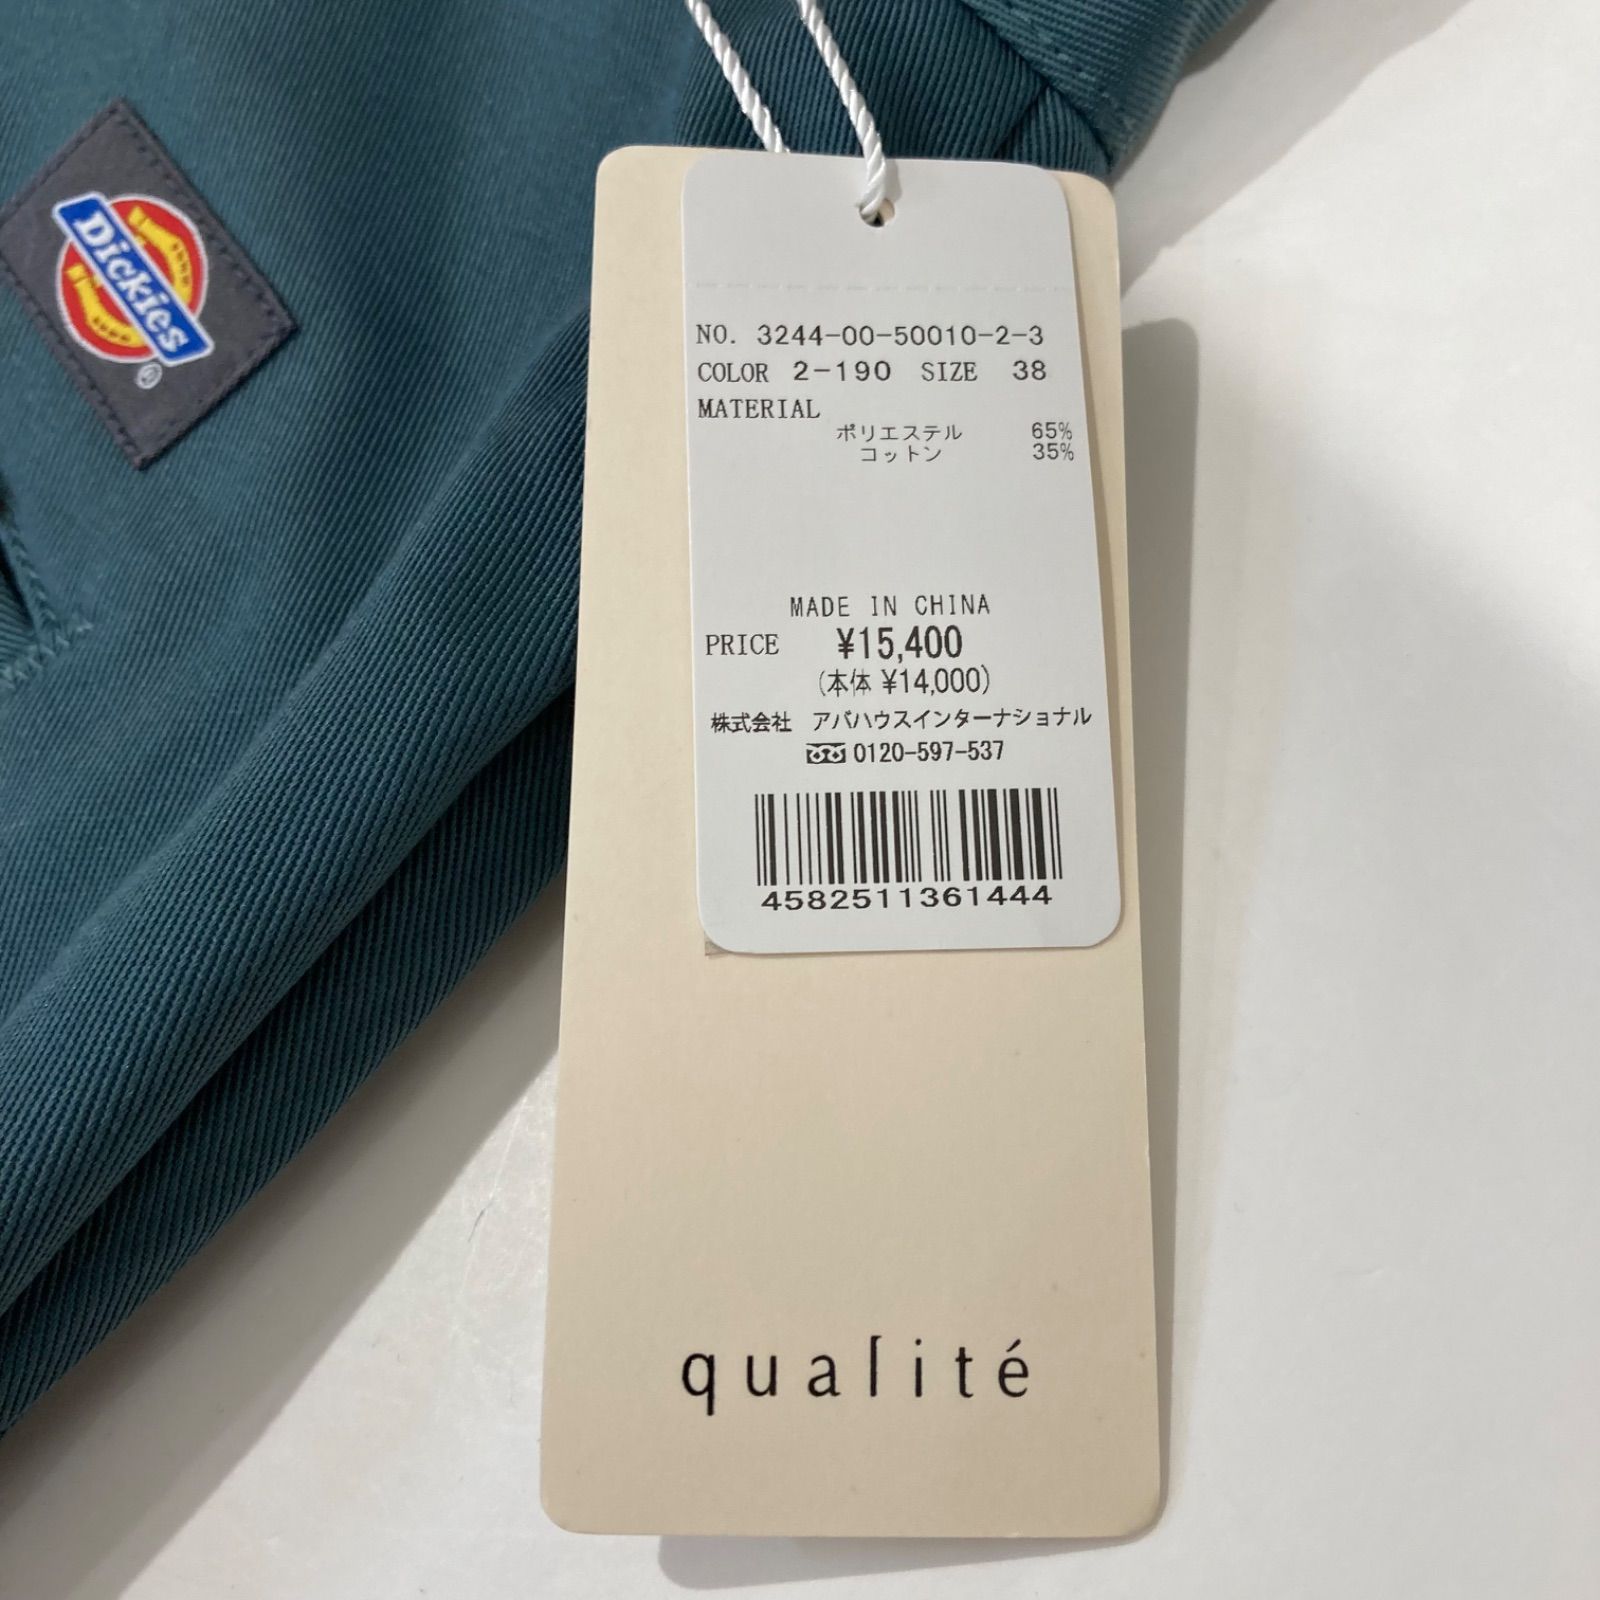 Dickies
®
NO. 3244-00-50010-2-3
COLOR 2-190 SIZE 38
MATERIAL
ポリエステル 65%
コットン 35%
MADE IN CHINA
PRICE ¥15,400
(本体 ¥14,000)
株式会社 アバハウスインターナショナル
0120-597-537
4582511361444
qualité